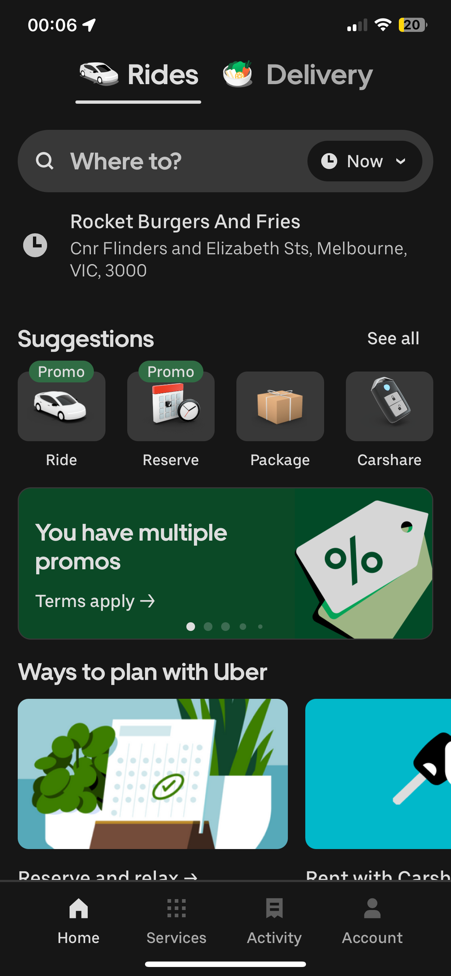 00:06
20
Rides
Delivery
Where to?
Now
Rocket Burgers And Fries
Cnr Flinders and Elizabeth Sts, Melbourne,
VIC, 3000
Suggestions
See all
Promo
Promo
Ride
Reserve
Package
Carshare
You have multiple
promos
Terms apply →
%
Ways to plan with Uber
Reserve and relax →
Rent with Carsh
Home
Services
Activity
Account